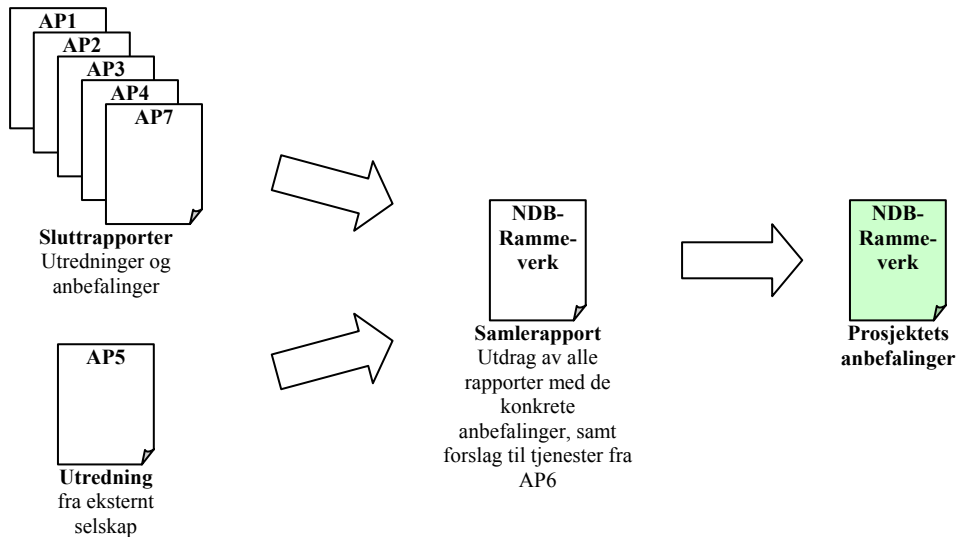 AP1
AP2
AP3
AP4
AP7
Sluttrapporter
Utredninger og
anbefalinger
AP5
Utredning
fra eksternt
selskap
NDB-
Ramme-
verk
Samlerapport
Utdrag av alle
rapporter med de
konkrete
anbefalinger, samt
forslag til tjenester fra
AP6
NDB-
Ramme-
verk
Prosjektets
anbefalinger